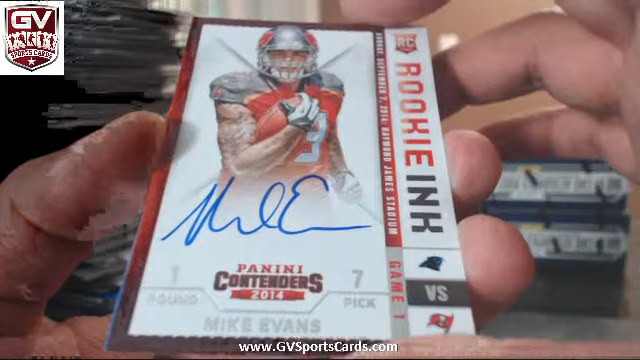 GV
SPORTS CARDS
RC
ROOKIE INK
SUNDAY, SEPTEMBER 7, 2014: RAYMOND JAMES STADIUM
GAME 1
VS
3
PANINI
CONTENDERS
2014
1
ROUND
7
PICK
MIKE EVANS
www.GVSportsCards.com